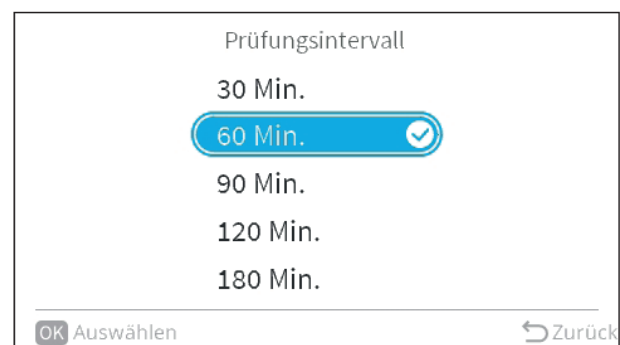 Prüfungsintervall
30 Min.
60 Min.
90 Min.
120 Min.
180 Min.
OK Auswählen Zurück